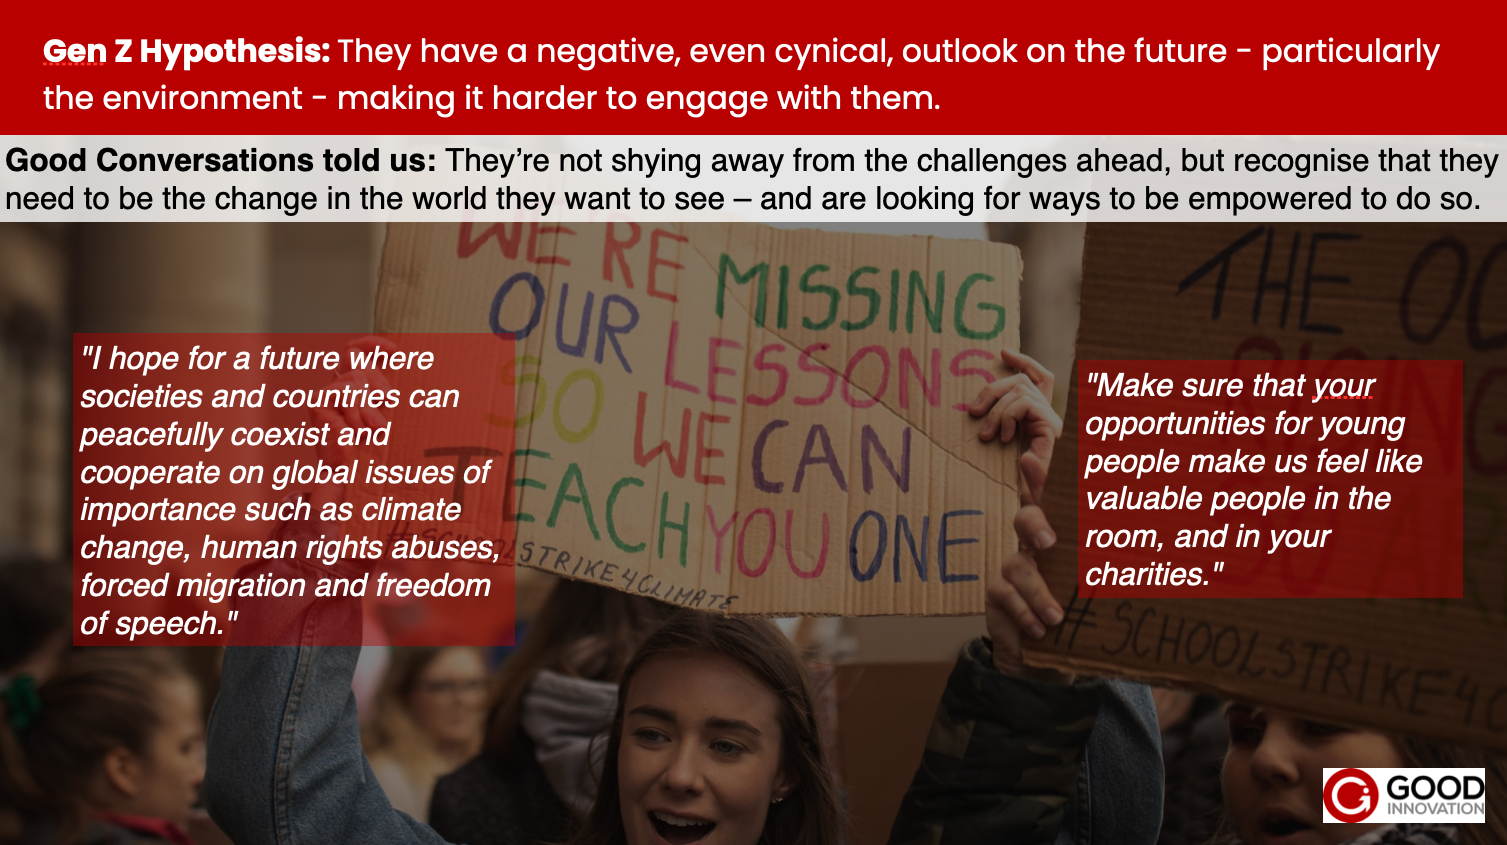 Gen Z Hypothesis: They have a negative, even cynical, outlook on the future - particularly
the environment - making it harder to engage with them.
Good Conversations told us: They’re not shying away from the challenges ahead, but recognise that they
need to be the change in the world they want to see – and are looking for ways to be empowered to do so.
WE'RE MISSING
OUR LESSONS
SO WE CAN
TEACH YOU ONE
#SCHOOLSTRIKE4CLIMATE
"I hope for a future where
societies and countries can
peacefully coexist and
cooperate on global issues of
importance such as climate
change, human rights abuses,
forced migration and freedom
of speech."
THE
#SCHOOLSTRIKE4
"Make sure that your
opportunities for young
people make us feel like
valuable people in the
room, and in your
charities."
GOOD
INNOVATION